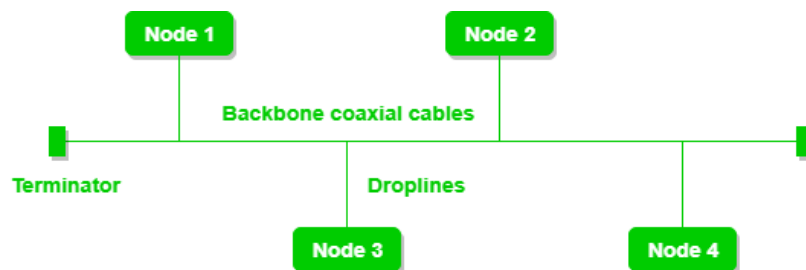 Node 1
Node 2
Backbone coaxial cables
Terminator
Droplines
Node 3
Node 4